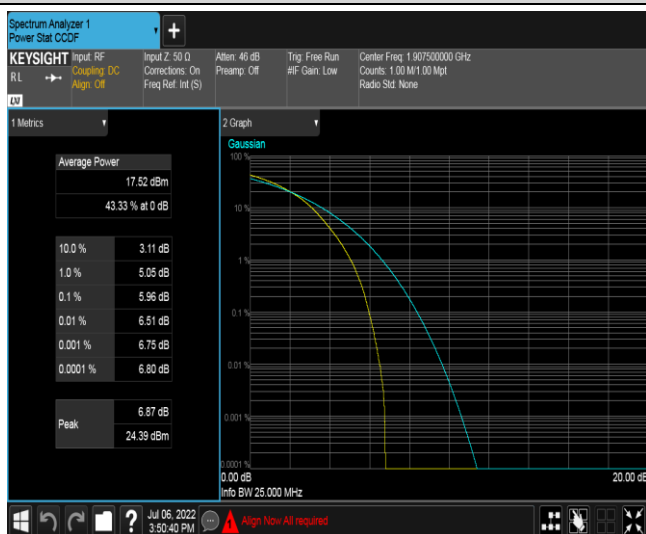 Spectrum Analyzer 1
Power Stat CCDF
+
KEYSIGHT
RL
LXI
Input: RF
Coupling: DC
Align: Off
Input Z: 50 Ω
Corrections: On
Freq Ref: Int (S)
Atten: 46 dB
Preamp: Off
Trig: Free Run
#IF Gain: Low
Center Freq: 1.907500000 GHz
Counts: 1.00 M/1.00 Mpt
Radio Std: None
1 Metrics
Average Power
17.52 dBm
43.33 % at 0 dB
10.0 % 3.11 dB
1.0 % 5.05 dB
0.1 % 5.96 dB
0.01 % 6.51 dB
0.001 % 6.75 dB
0.0001 % 6.80 dB
Peak 6.87 dB
24.39 dBm
2 Graph
Gaussian
100 %
10 %
1 %
0.1 %
0.01 %
0.001 %
0.0001 %
0.00 dB 20.00 dB
Info BW 25.000 MHz
?
Jul 06, 2022
3:50:40 PM
Align Now All required